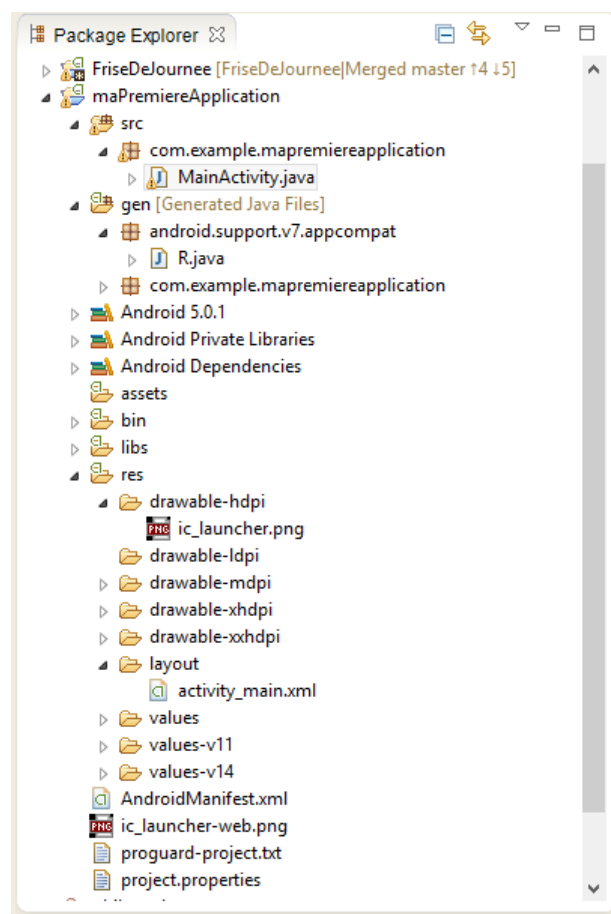 Package Explorer
FriseDeJournee [FriseDeJournee|Merged master ↑4 ↓5]
maPremiereApplication
src
com.example.mapremiereapplication
MainActivity.java
gen [Generated Java Files]
android.support.v7.appcompat
R.java
com.example.mapremiereapplication
Android 5.0.1
Android Private Libraries
Android Dependencies
assets
bin
libs
res
drawable-hdpi
PNG ic_launcher.png
drawable-ldpi
drawable-mdpi
drawable-xhdpi
drawable-xxhdpi
layout
activity_main.xml
values
values-v11
values-v14
AndroidManifest.xml
PNG ic_launcher-web.png
proguard-project.txt
project.properties